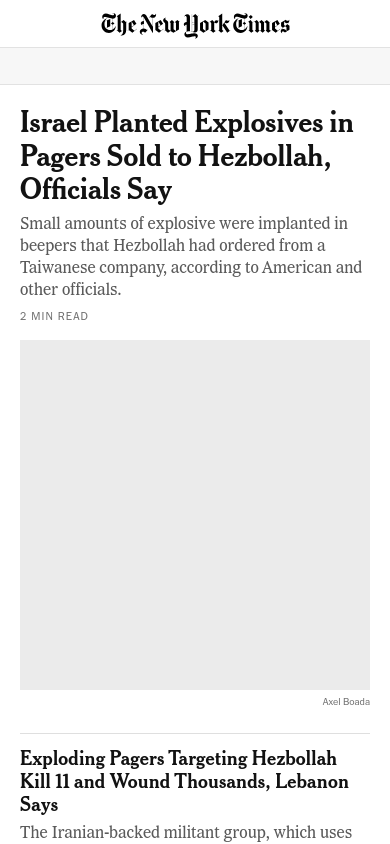 The New York Times
Israel Planted Explosives in
Pagers Sold to Hezbollah,
Officials Say
Small amounts of explosive were implanted in
beepers that Hezbollah had ordered from a
Taiwanese company, according to American and
other officials.
2 MIN READ
Axel Boada
Exploding Pagers Targeting Hezbollah
Kill 11 and Wound Thousands, Lebanon
Says
The Iranian-backed militant group, which uses